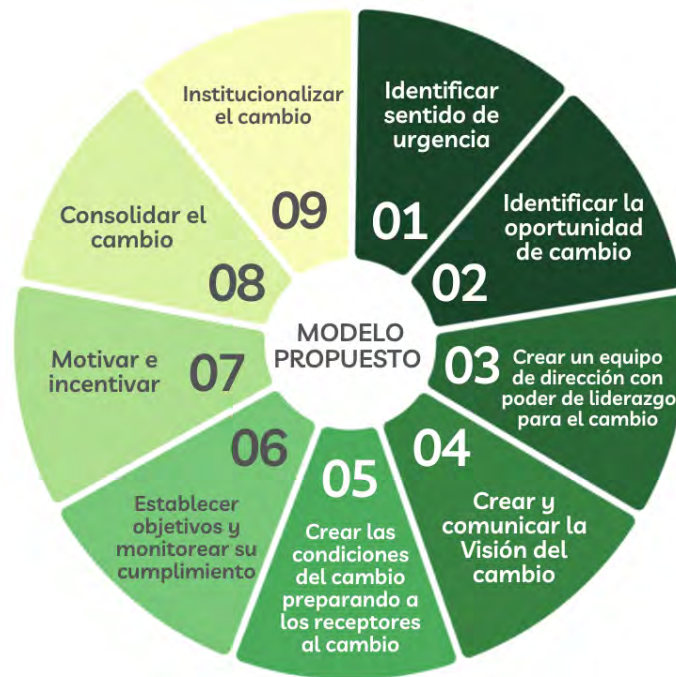 MODELO
PROPUESTO
01
Identificar
sentido de
urgencia
02
Identificar la
oportunidad
de cambio
03
Crear un equipo
de dirección con
poder de liderazgo
para el cambio
04
Crear y
comunicar la
Visión del
cambio
05
Crear las
condiciones
del cambio
preparando a
los receptores
al cambio
06
Establecer
objetivos y
monitorear su
cumplimiento
07
Motivar e
incentivar
08
Consolidar el
cambio
09
Institucionalizar
el cambio